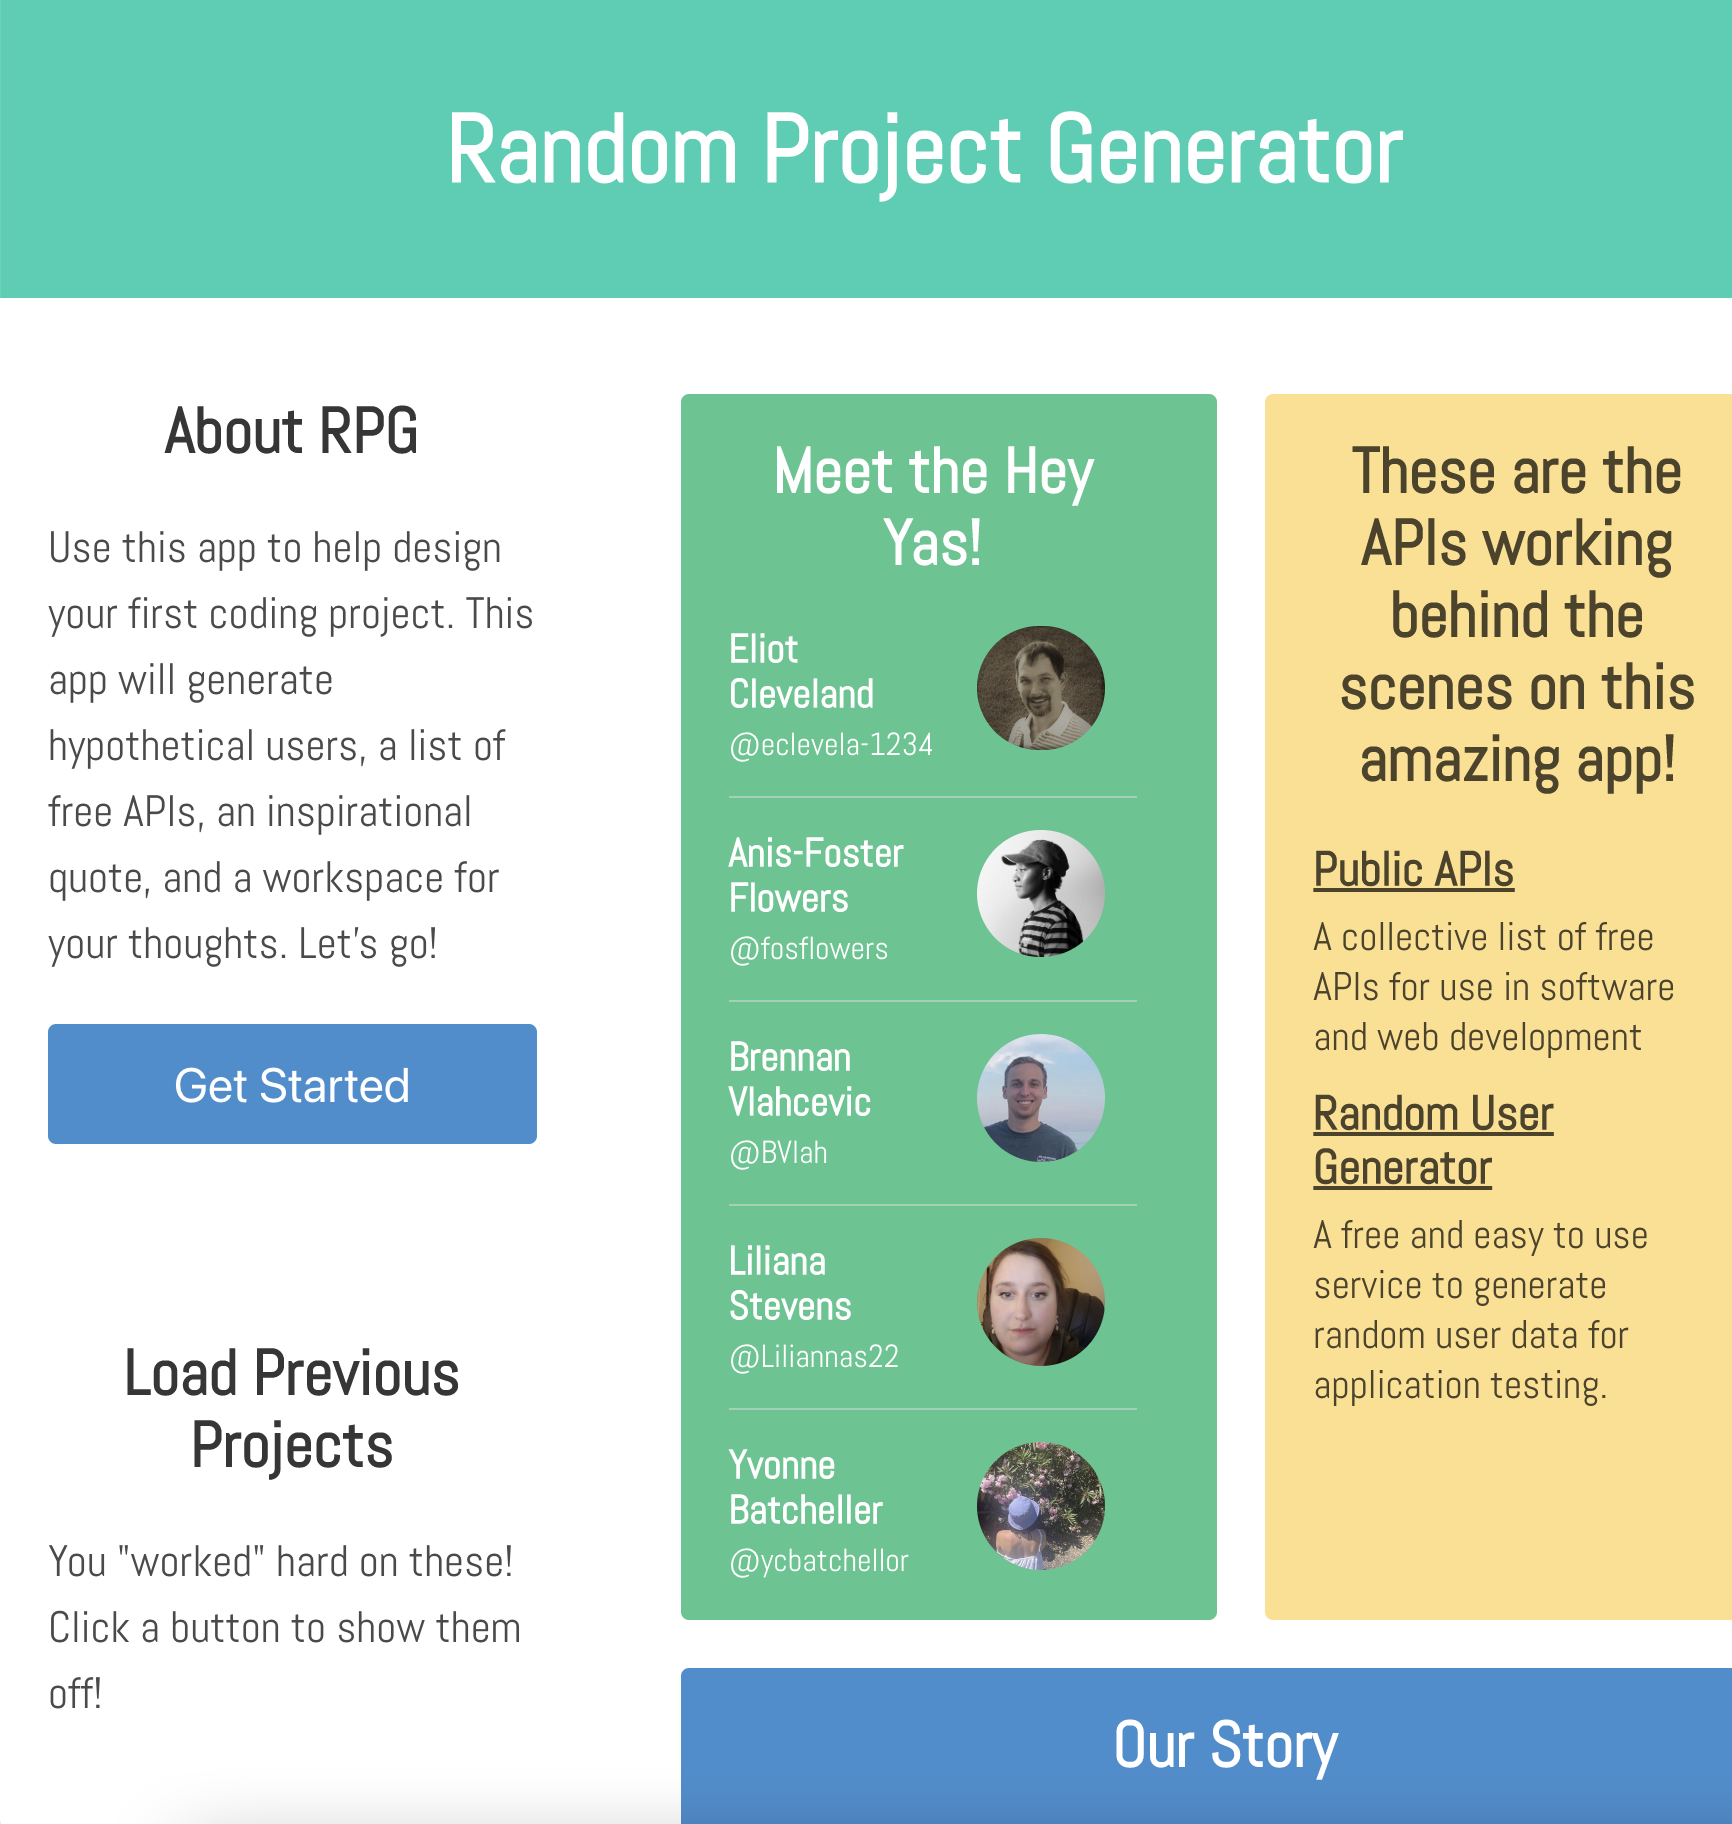 Random Project Generator
About RPG
Use this app to help design
your first coding project. This
app will generate
hypothetical users, a list of
free APIs, an inspirational
quote, and a workspace for
your thoughts. Let's go!
Get Started
Load Previous
Projects
You "worked" hard on these!
Click a button to show them
off!
Meet the Hey
Yas!
Eliot
Cleveland
@eclevela-1234
Anis-Foster
Flowers
@fosflowers
Brennan
Vlahcevic
@BVlah
Liliana
Stevens
@Liliannas22
Yvonne
Batcheller
@ycbatchellor
These are the
APIs working
behind the
scenes on this
amazing app!
Public APIs
A collective list of free
APIs for use in software
and web development
Random User
Generator
A free and easy to use
service to generate
random user data for
application testing.
Our Story